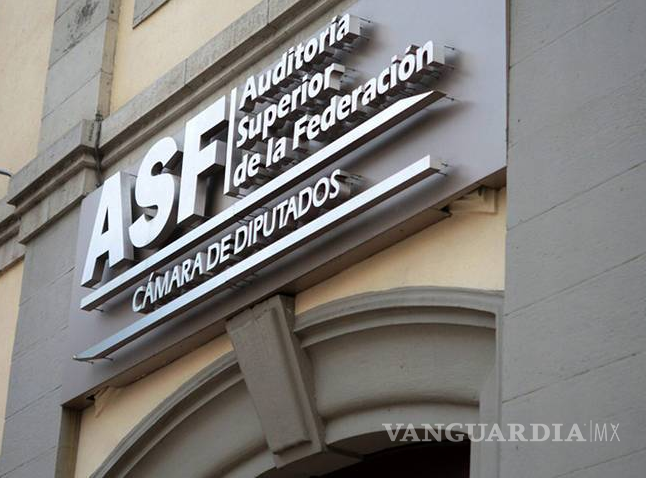 ASF
Auditoría
Superior
de la Federación
CÁMARA DE DIPUTADOS
VANGUARDIA|MX